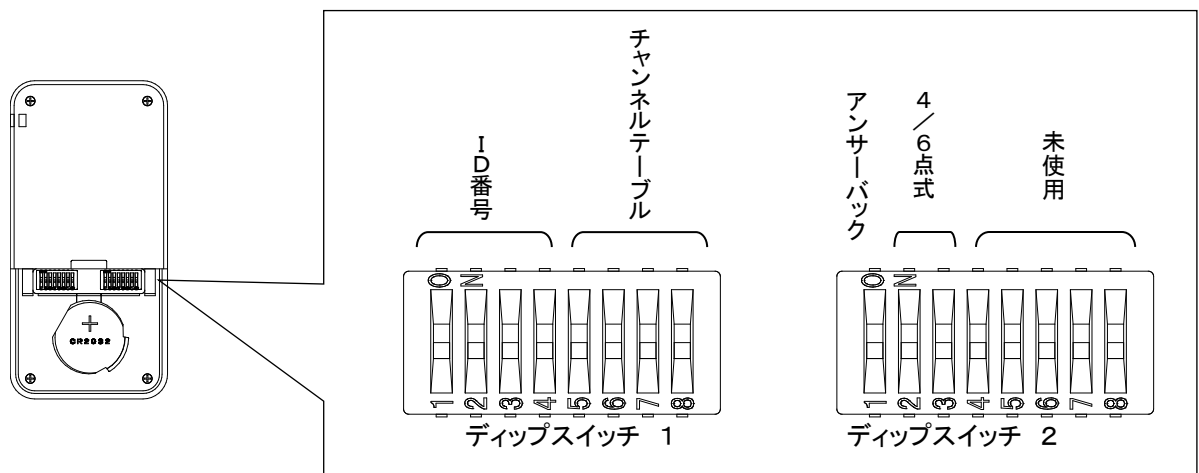 ID番号
チャンネルテーブル
アンサーバック
4/6点式
未使用
ON
1 2 3 4 5 6 7 8
ディップスイッチ 1
ON
1 2 3 4 5 6 7 8
ディップスイッチ 2
+
CR2032